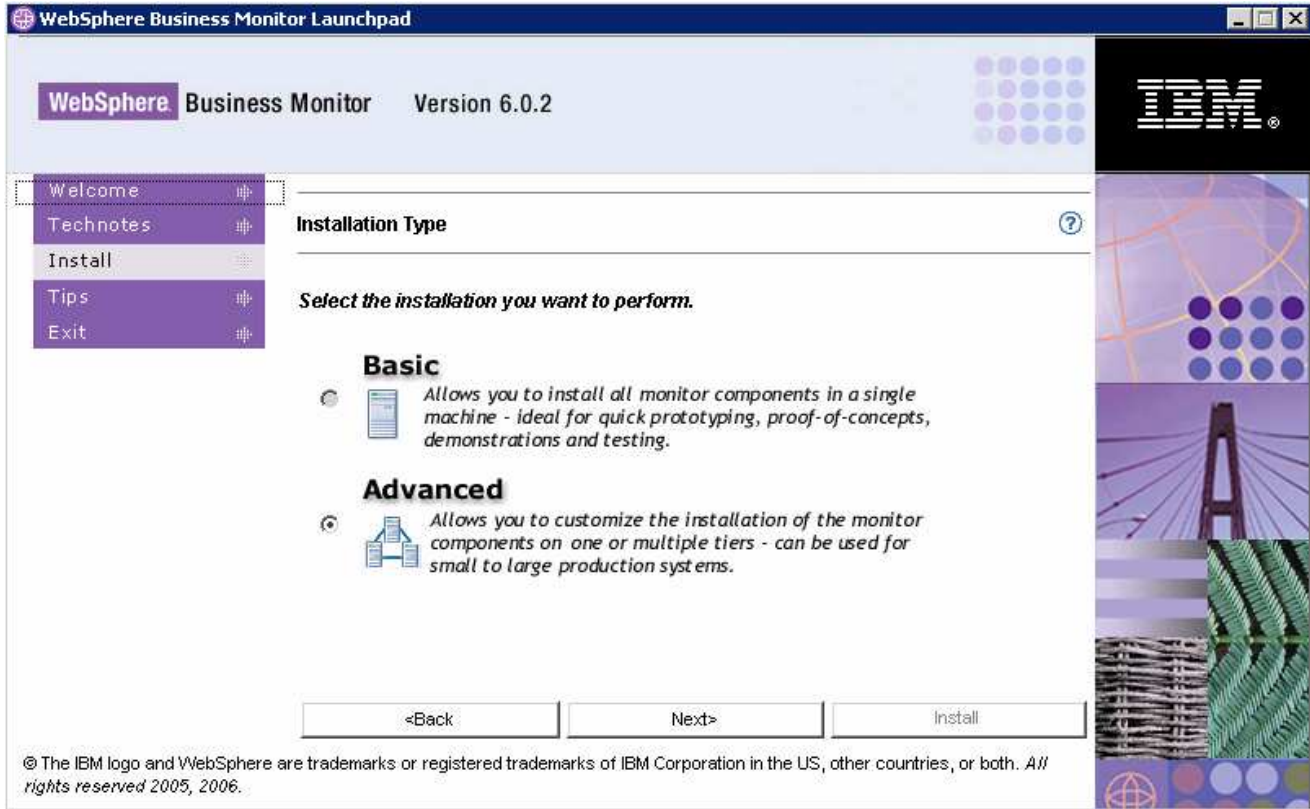 WebSphere Business Monitor Launchpad
WebSphere. Business Monitor Version 6.0.2
IBM®
Welcome
Technotes
Install
Tips
Exit
Installation Type
?
Select the installation you want to perform.
Basic
Allows you to install all monitor components in a single
machine - ideal for quick prototyping, proof-of-concepts,
demonstrations and testing.
Advanced
Allows you to customize the installation of the monitor
components on one or multiple tiers - can be used for
small to large production systems.
<Back Next> Install
© The IBM logo and WebSphere are trademarks or registered trademarks of IBM Corporation in the US, other countries, or both. All
rights reserved 2005, 2006.